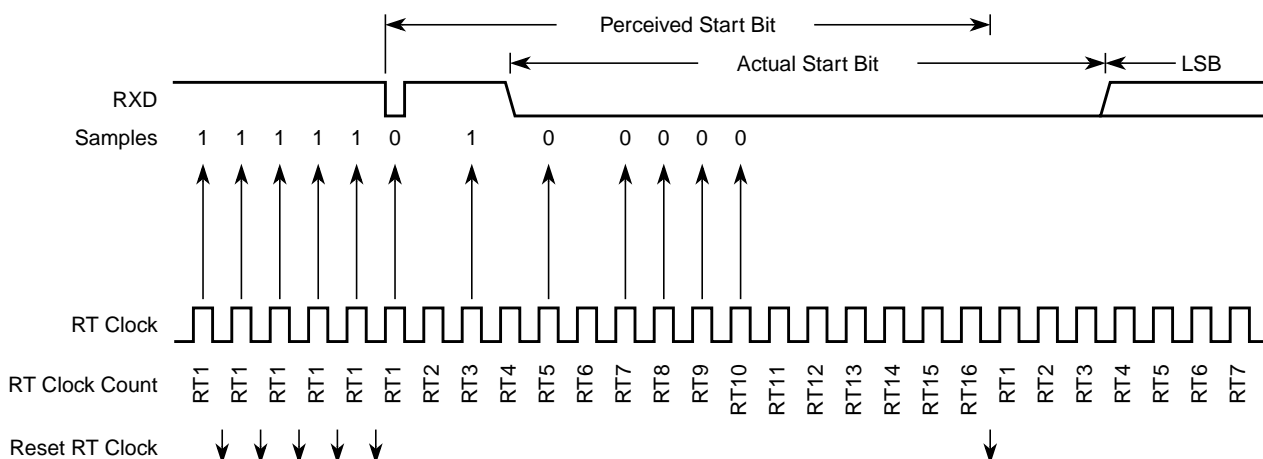 Perceived Start Bit
Actual Start Bit
LSB
RXD
Samples 1 1 1 1 1 0 1 0 0 0 0 0
RT Clock
RT Clock Count RT1 RT1 RT1 RT1 RT1 RT1 RT2 RT3 RT4 RT5 RT6 RT7 RT8 RT9 RT10 RT11 RT12 RT13 RT14 RT15 RT16 RT1 RT2 RT3 RT4 RT5 RT6 RT7
Reset RT Clock